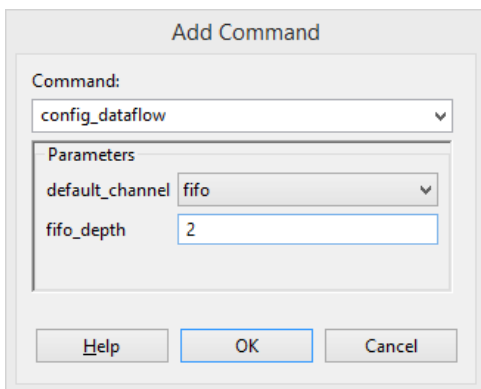 Add Command
Command:
config_dataflow
Parameters
default_channel fifo
fifo_depth 2
Help OK Cancel